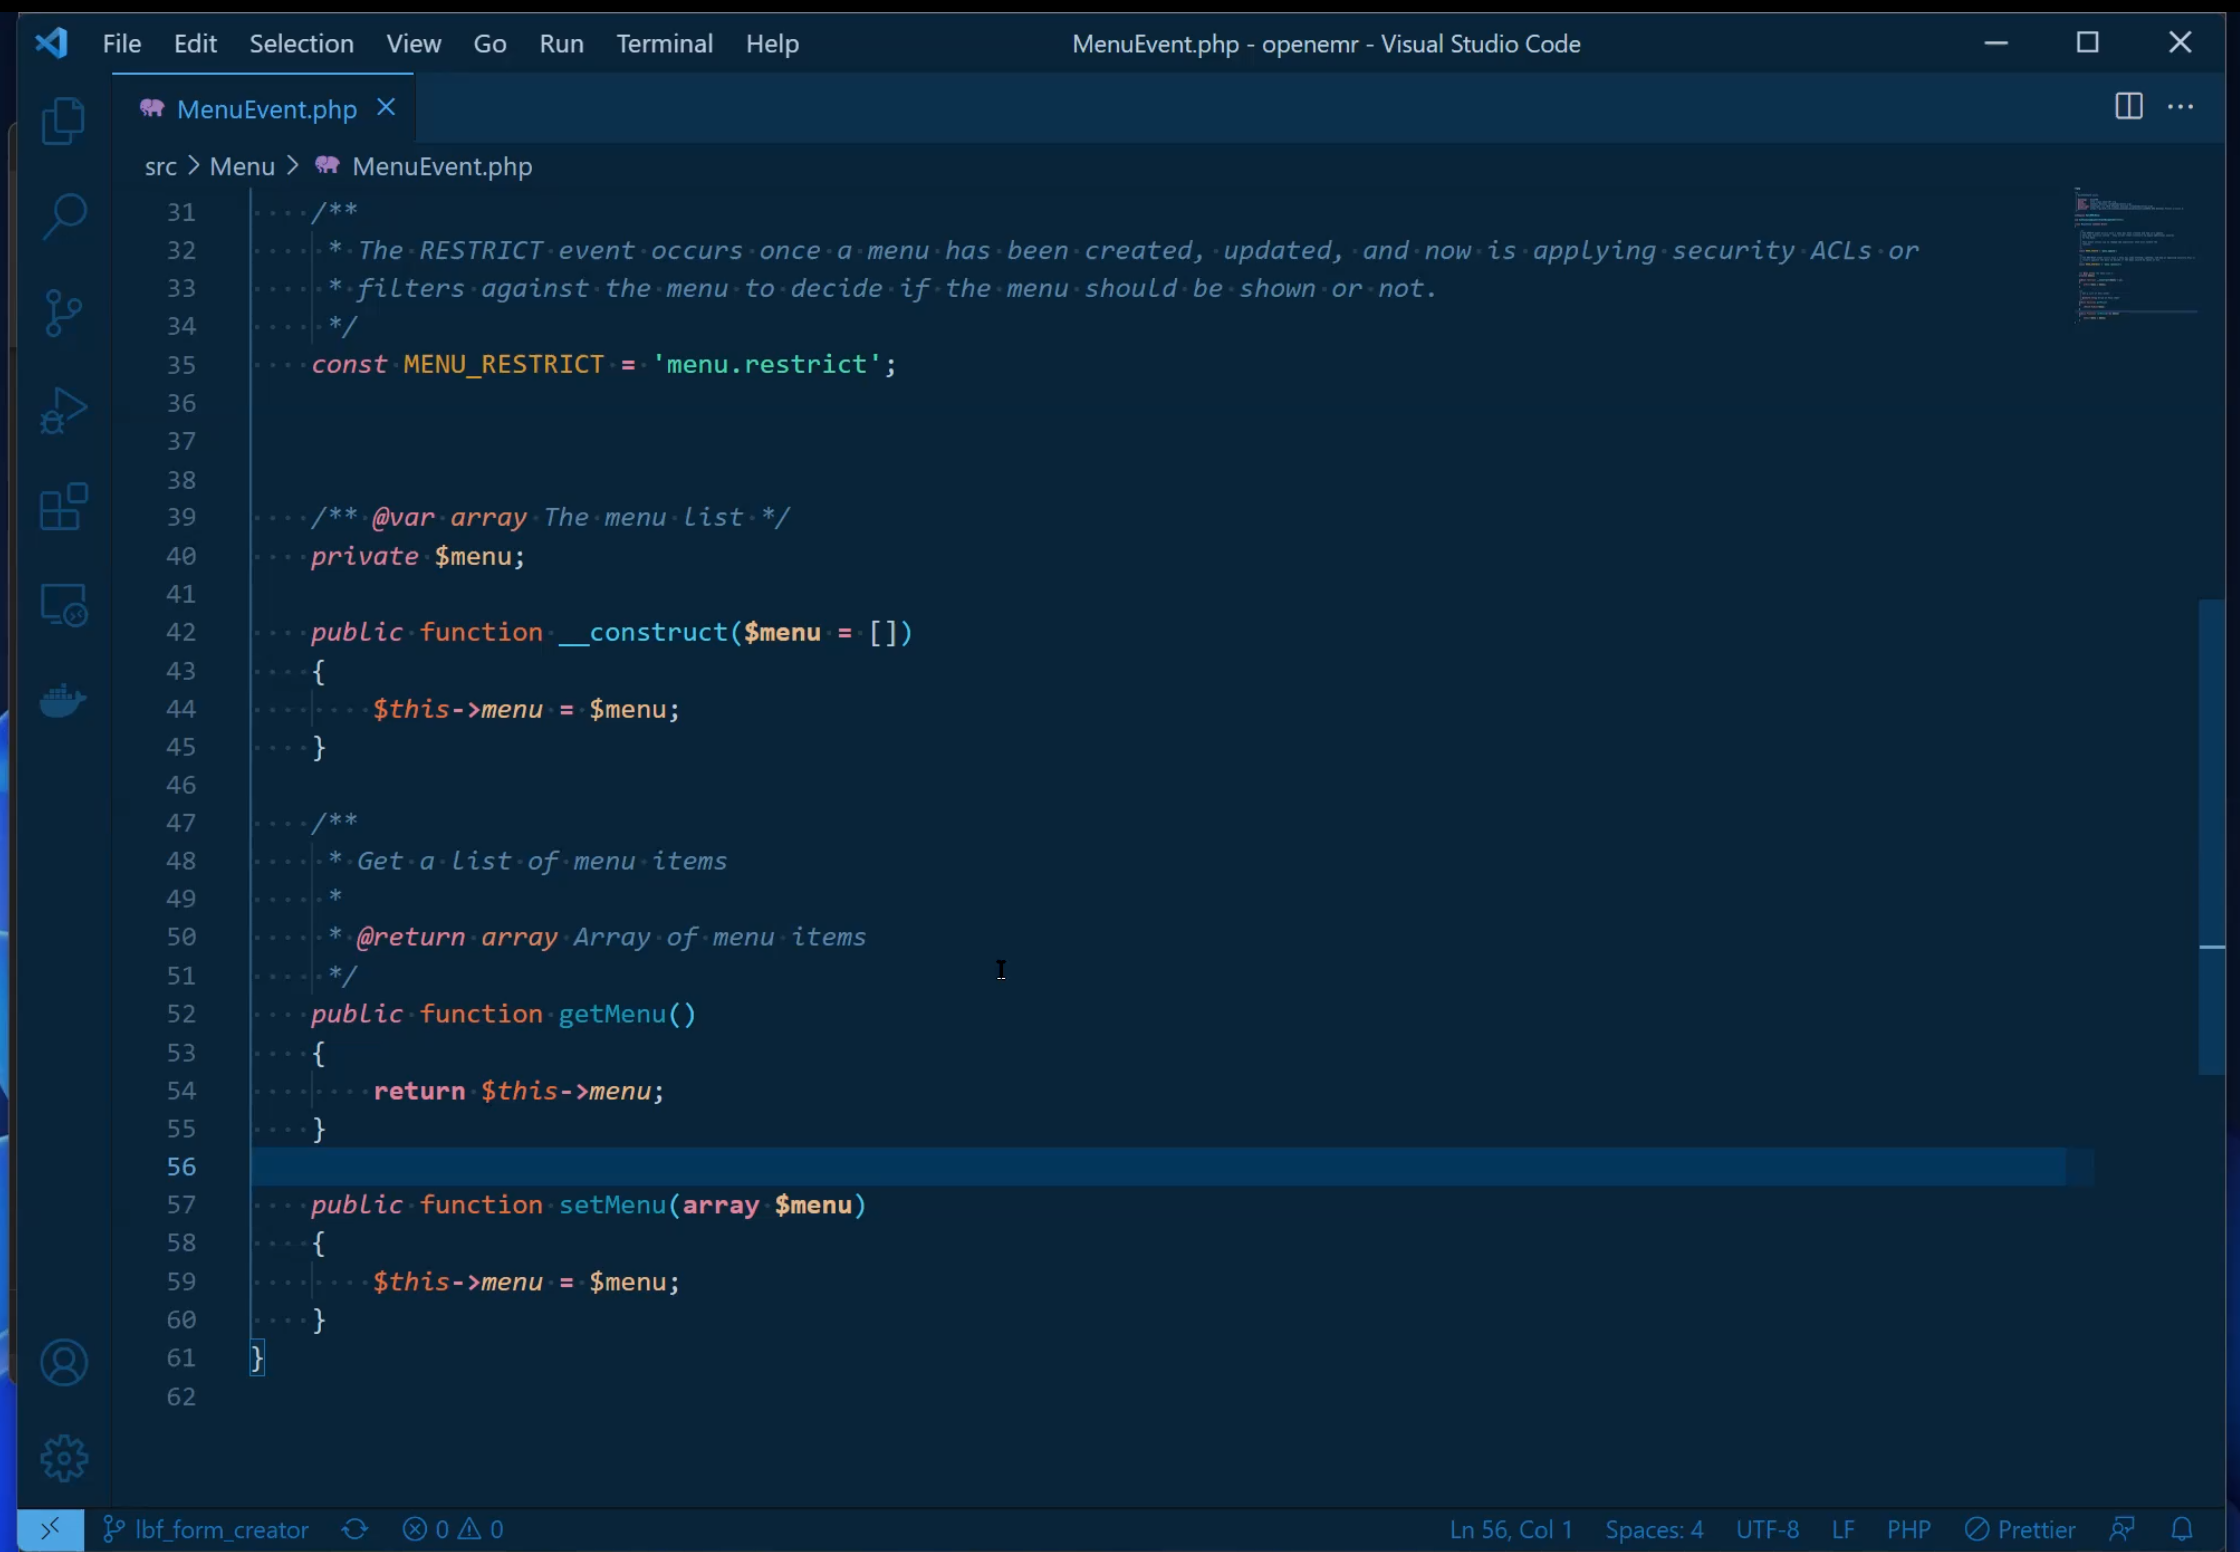 File Edit Selection View Go Run Terminal Help MenuEvent.php - openemr - Visual Studio Code
MenuEvent.php
src > Menu > MenuEvent.php
31 /**
32 * The RESTRICT event occurs once a menu has been created, updated, and now is applying security ACLs or
33 * filters against the menu to decide if the menu should be shown or not.
34 */
35 const MENU_RESTRICT = 'menu.restrict';
36
37
38
39 /** @var array The menu list */
40 private $menu;
41
42 public function __construct($menu = [])
43 {
44 $this->menu = $menu;
45 }
46
47 /**
48 * Get a list of menu items
49 *
50 * @return array Array of menu items
51 */
52 public function getMenu()
53 {
54 return $this->menu;
55 }
56
57 public function setMenu(array $menu)
58 {
59 $this->menu = $menu;
60 }
61 }
62
lbf_form_creator 0 0 Ln 56, Col 1 Spaces: 4 UTF-8 LF PHP Prettier